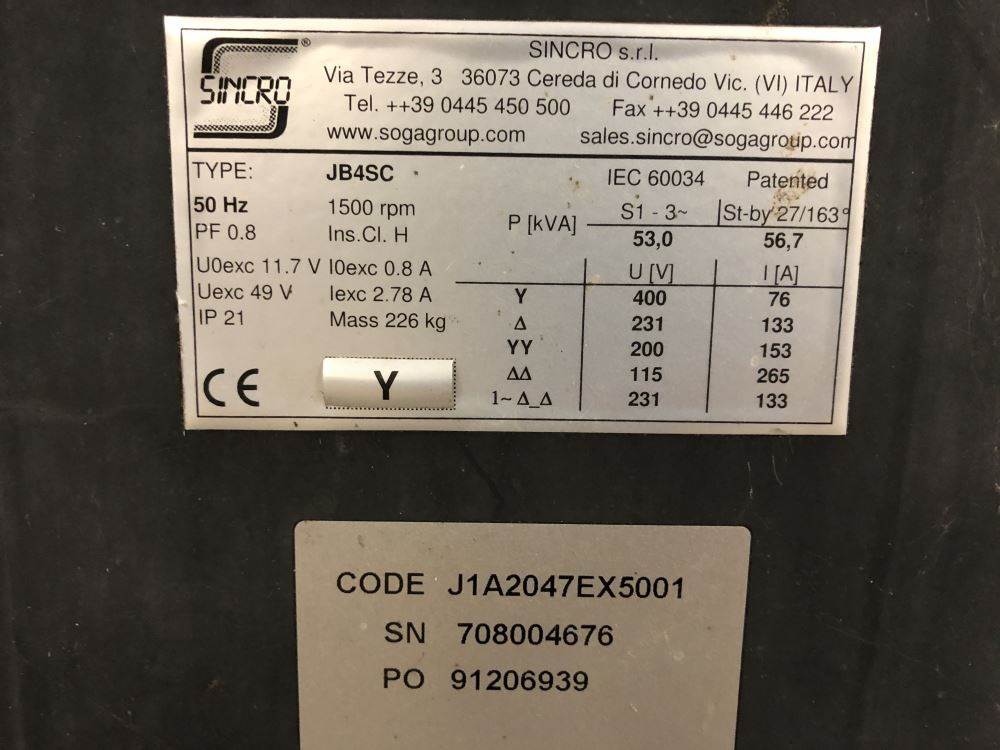 SINCRO ®
SINCRO s.r.l.
Via Tezze, 3 36073 Cereda di Cornedo Vic. (VI) ITALY
Tel. ++39 0445 450 500 Fax ++39 0445 446 222
www.sogagroup.com sales.sincro@sogagroup.com
TYPE: JB4SC IEC 60034 Patented
50 Hz 1500 rpm P [kVA] S1 - 3~ St-by 27/163°
PF 0.8 Ins.Cl. H 53,0 56,7
U0exc 11.7 V I0exc 0.8 A U [V] I [A]
Uexc 49 V Iexc 2.78 A Y 400 76
IP 21 Mass 226 kg Δ 231 133
YY 200 153
CE Y ΔΔ 115 265
1~ Δ_Δ 231 133
CODE J1A2047EX5001
SN 708004676
PO 91206939